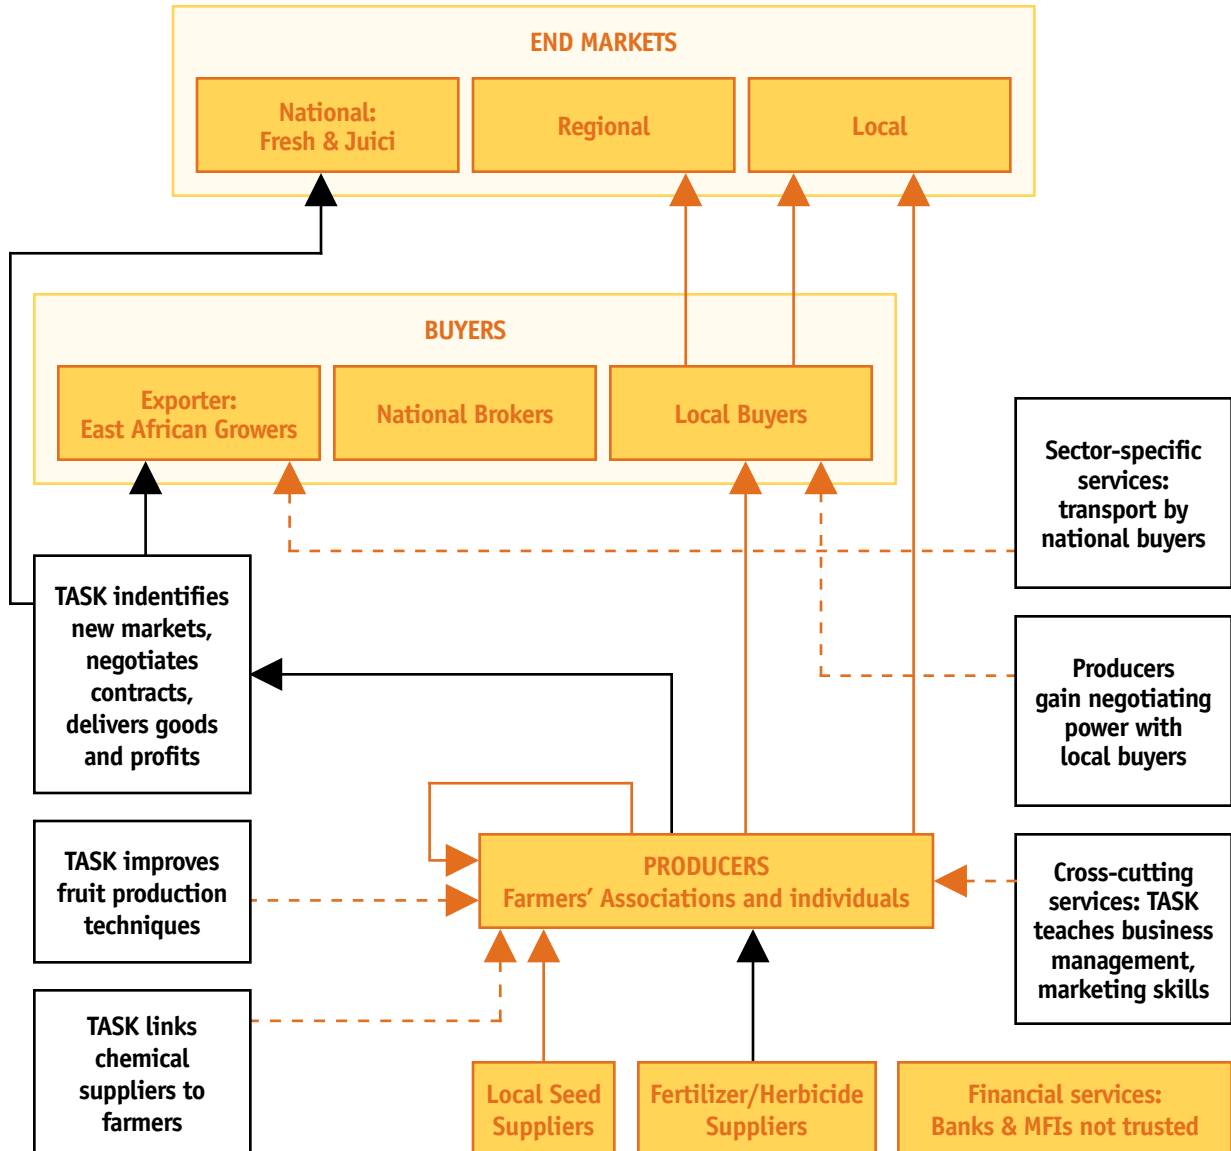 END MARKETS
National:
Fresh & Juici
Regional
Local
BUYERS
Exporter:
East African Growers
National Brokers
Local Buyers
Sector-specific
services:
transport by
national buyers
TASK indentifies
new markets,
negotiates
contracts,
delivers goods
and profits
Producers
gain negotiating
power with
local buyers
TASK improves
fruit production
techniques
PRODUCERS
Farmers’ Associations and individuals
Cross-cutting
services: TASK
teaches business
management,
marketing skills
TASK links
chemical
suppliers to
farmers
Local Seed
Suppliers
Fertilizer/Herbicide
Suppliers
Financial services:
Banks & MFIs not trusted